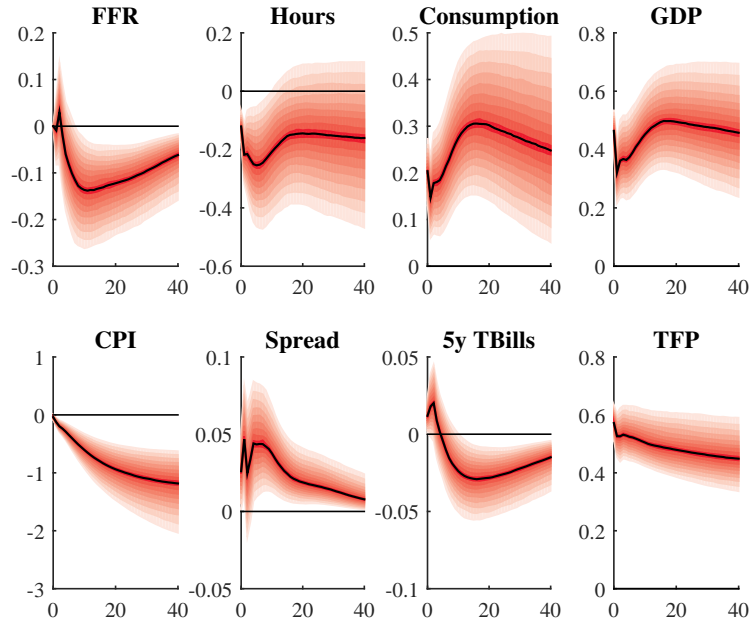 FFR Hours Consumption GDP
0.2 0.2 0.5 0.8
0.1 0 0.4 0.6
0 0.3
-0.1 -0.2 0.2 0.4
-0.2 -0.4 0.1 0.2
-0.3 -0.6 0 0
0 20 40 0 20 40 0 20 40 0 20 40
CPI Spread 5y TBills TFP
1 0.1 0.05 0.8
0 0.05 0 0.6
-1 0.4
-2 0 -0.05 0.2
-3 -0.05 -0.1 0
0 20 40 0 20 40 0 20 40 0 20 40